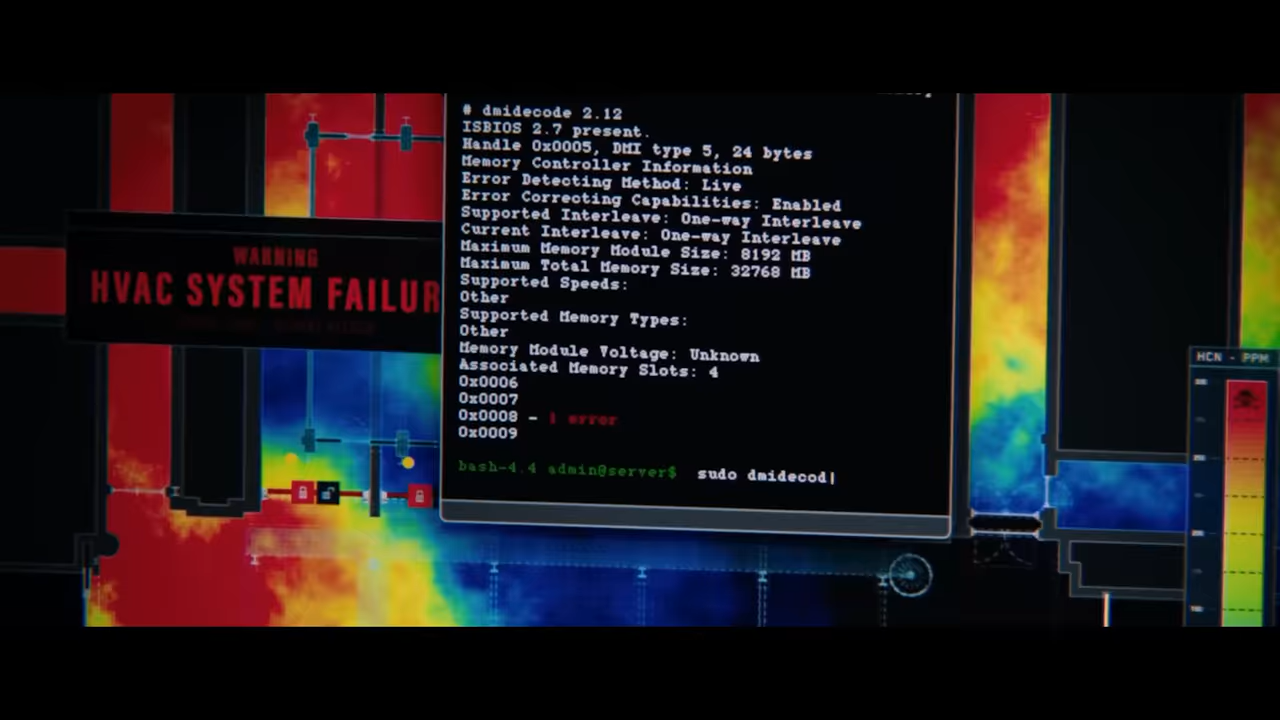 # dmidecode 2.12
ISBIOS 2.7 present.
Handle 0x0005, DMI type 5, 24 bytes
Memory Controller Information
Error Detecting Method: Live
Error Correcting Capabilities: Enabled
Supported Interleave: One-way Interleave
Current Interleave: One-way Interleave
Maximum Memory Module Size: 8192 MB
Maximum Total Memory Size: 32768 MB
Supported Speeds:
Other
Supported Memory Types:
Other
Memory Module Voltage: Unknown
Associated Memory Slots: 4
0x0006
0x0007
0x0008 - 1 error
0x0009
bash-4.4 admin@server$ sudo dmidecod|
WARNING
HVAC SYSTEM FAILUR
HCN - PPM